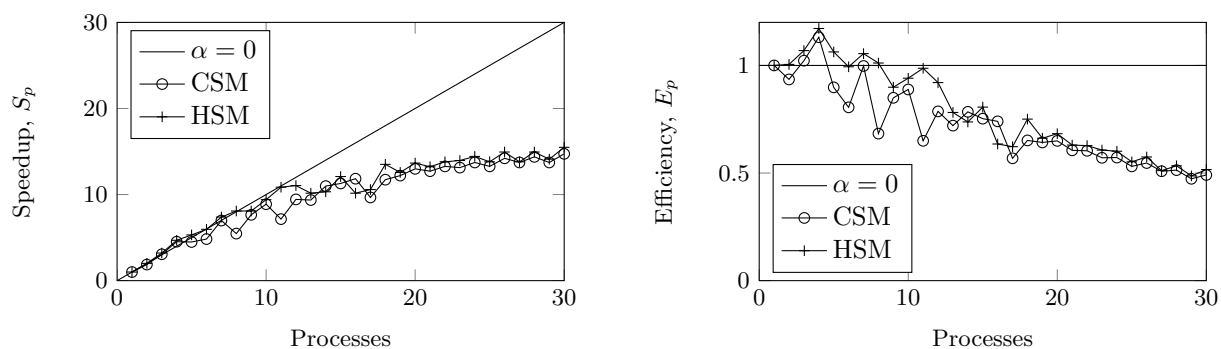 30
20
10
0
0
10
20
30
Speedup, S_p
Processes
α = 0
CSM
HSM
1
0.5
0
0
10
20
30
Efficiency, E_p
Processes
α = 0
CSM
HSM